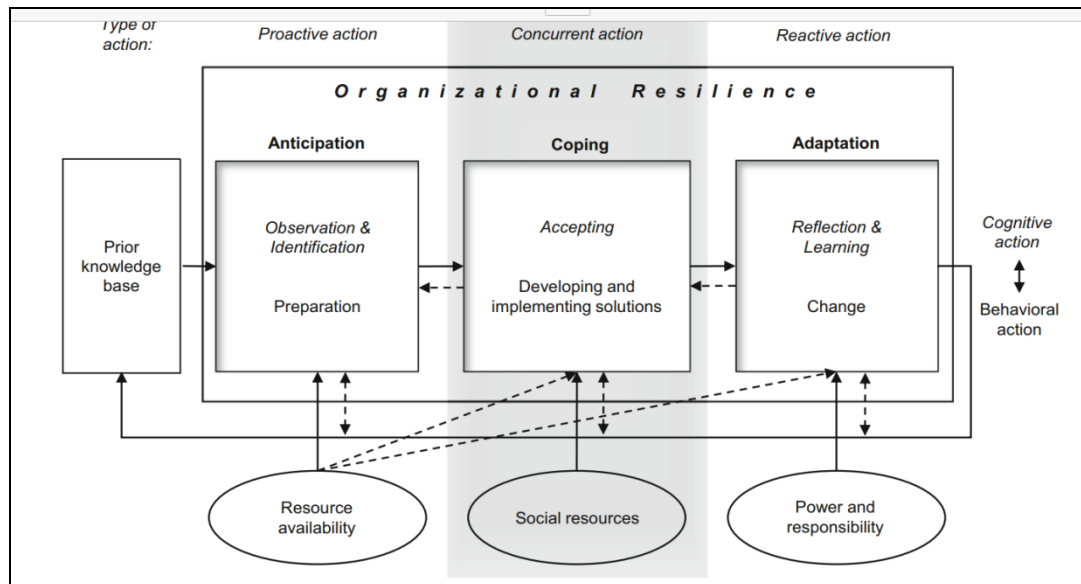 Type of
action:
Proactive action
Concurrent action
Reactive action
Organizational Resilience
Anticipation
Coping
Adaptation
Prior
knowledge
base
Observation &
Identification
Preparation
Accepting
Developing and
implementing solutions
Reflection &
Learning
Change
Cognitive
action
Behavioral
action
Resource
availability
Social resources
Power and
responsibility